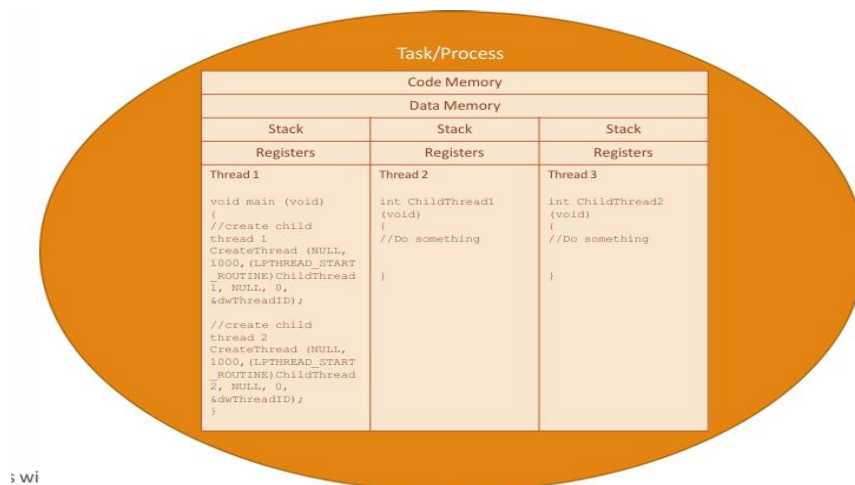 Task/Process
Code Memory
Data Memory
Stack
Stack
Stack
Registers
Registers
Registers
Thread 1
void main (void)
{
//create child
thread 1
CreateThread (NULL,
1000,(LPTHREAD_START
_ROUTINE)ChildThread
1, NULL, 0,
&dwThreadID);
//create child
thread 2
CreateThread (NULL,
1000,(LPTHREAD_START
_ROUTINE)ChildThread
2, NULL, 0,
&dwThreadID);
}
Thread 2
int ChildThread1
(void)
{
//Do something
}
Thread 3
int ChildThread2
(void)
{
//Do something
}
s wi